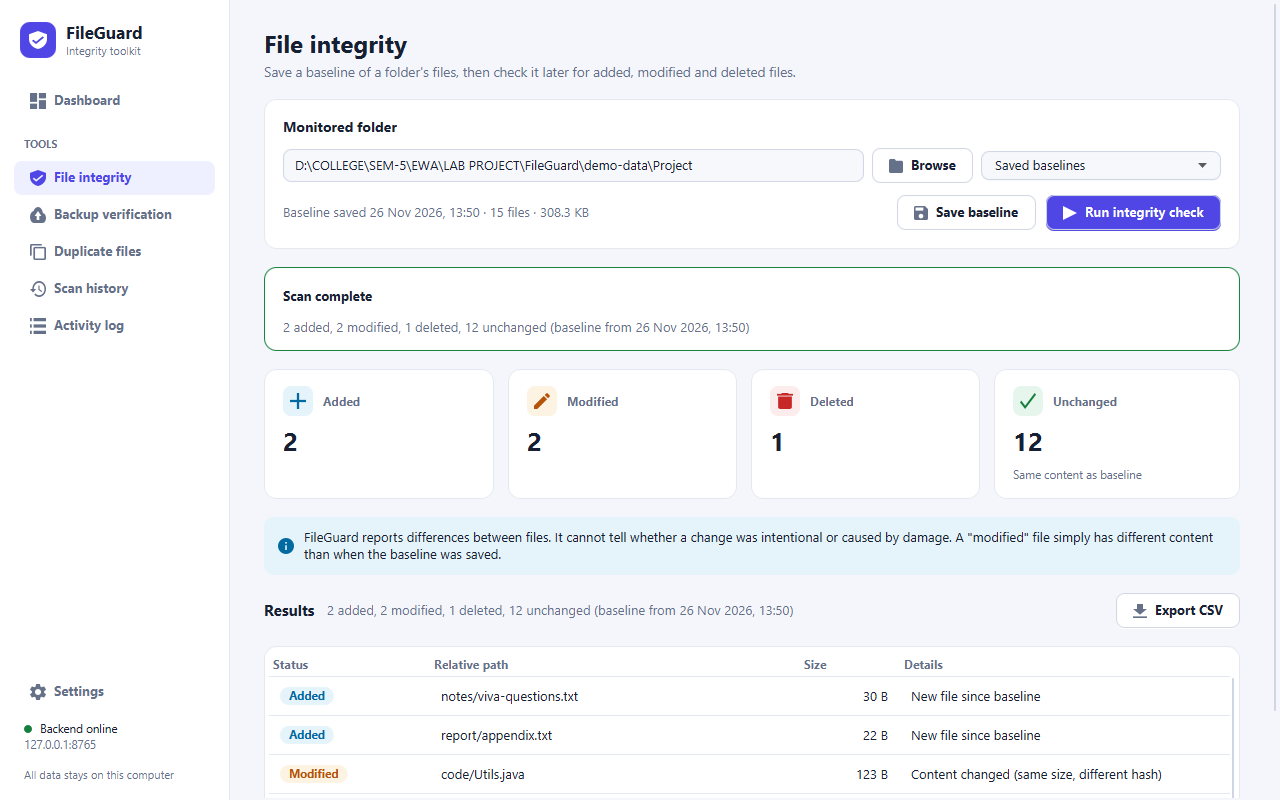 FileGuard
Integrity toolkit
Dashboard
TOOLS
File integrity
Backup verification
Duplicate files
Scan history
Activity log
Settings
Backend online
127.0.0.1:8765
All data stays on this computer
File integrity
Save a baseline of a folder's files, then check it later for added, modified and deleted files.
Monitored folder
D:\COLLEGE\SEM-5\EWA\LAB PROJECT\FileGuard\demo-data\Project
Browse
Saved baselines
Baseline saved 26 Nov 2026, 13:50 · 15 files · 308.3 KB
Save baseline
Run integrity check
Scan complete
2 added, 2 modified, 1 deleted, 12 unchanged (baseline from 26 Nov 2026, 13:50)
Added
2
Modified
2
Deleted
1
Unchanged
12
Same content as baseline
FileGuard reports differences between files. It cannot tell whether a change was intentional or caused by damage. A "modified" file simply has different content
than when the baseline was saved.
Results 2 added, 2 modified, 1 deleted, 12 unchanged (baseline from 26 Nov 2026, 13:50)
Export CSV
Status Relative path Size Details
Added notes/viva-questions.txt 30 B New file since baseline
Added report/appendix.txt 22 B New file since baseline
Modified code/Utils.java 123 B Content changed (same size, different hash)